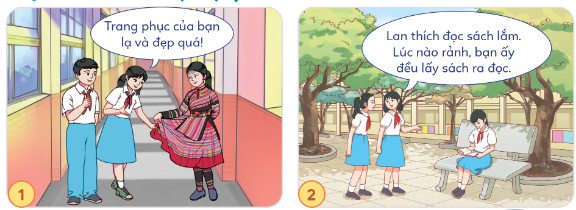 Trang phục của bạn
lạ và đẹp quá!
1
Lan thích đọc sách lắm.
Lúc nào rảnh, bạn ấy
đều lấy sách ra đọc.
2